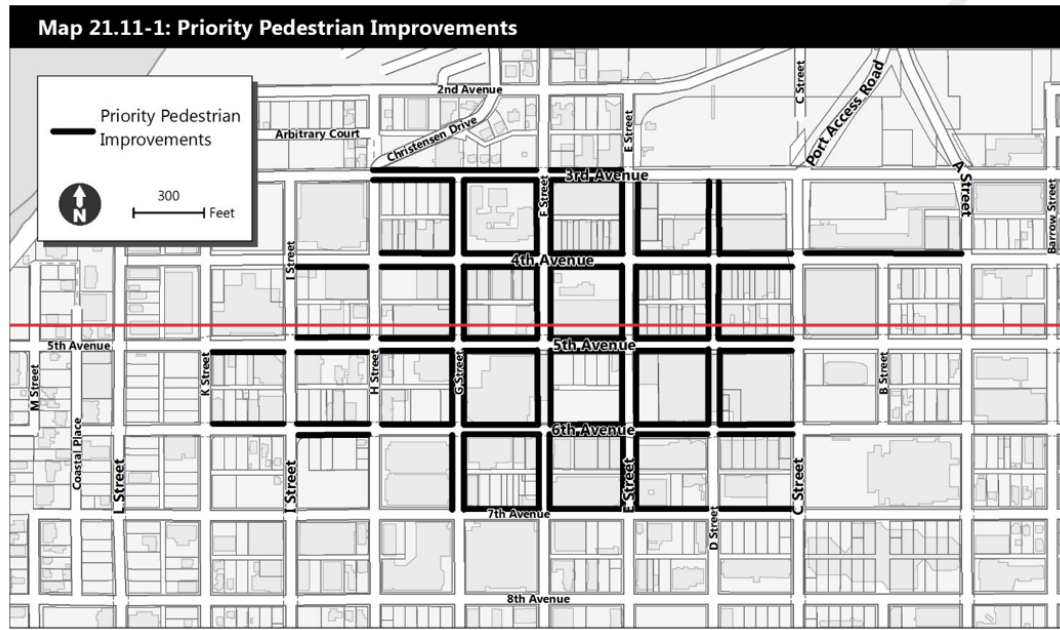 Map 21.11-1: Priority Pedestrian Improvements
Priority Pedestrian
Improvements
300
Feet
N
2nd Avenue
Arbitrary Court
Christensen Drive
E Street
C Street
Port Access Road
A Street
Barrow Street
3rd Avenue
F Street
I Street
4th Avenue
5th Avenue
5th Avenue
M Street
Coastal Place
K Street
H Street
G Street
B Street
6th Avenue
L Street
I Street
E Street
D Street
C Street
7th Avenue
8th Avenue